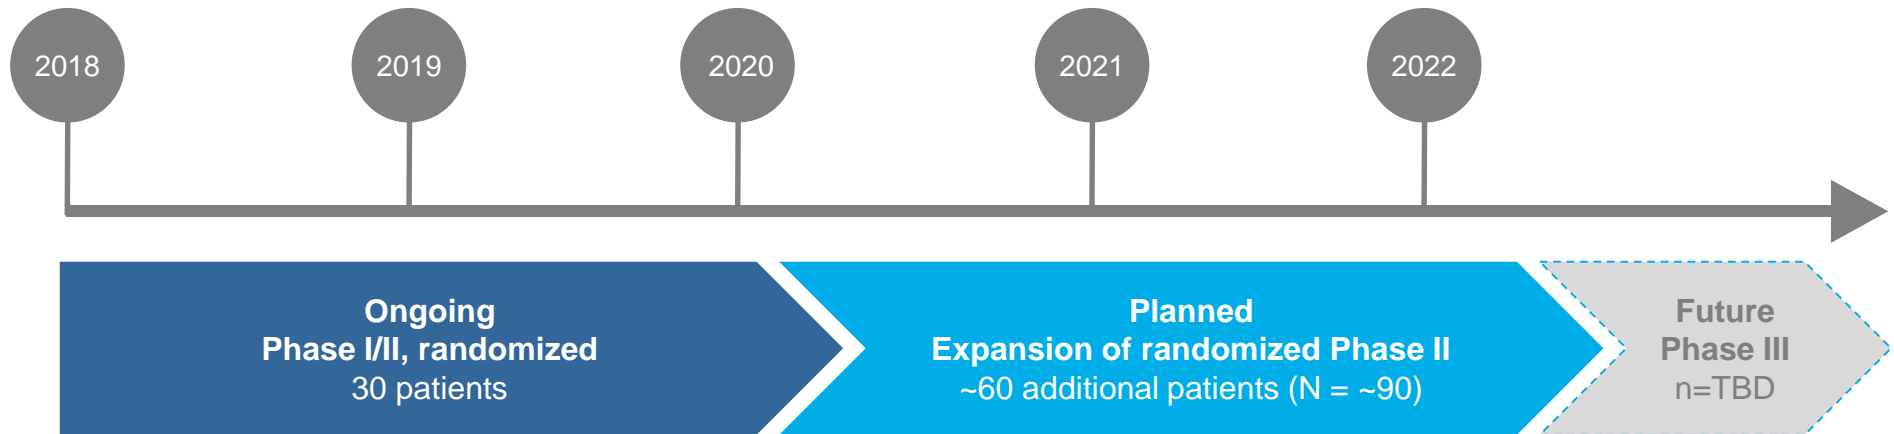 2018
2019
2020
2021
2022
Ongoing
Phase I/II, randomized
30 patients
Planned
Expansion of randomized Phase II
~60 additional patients (N = ~90)
Future
Phase III
n=TBD